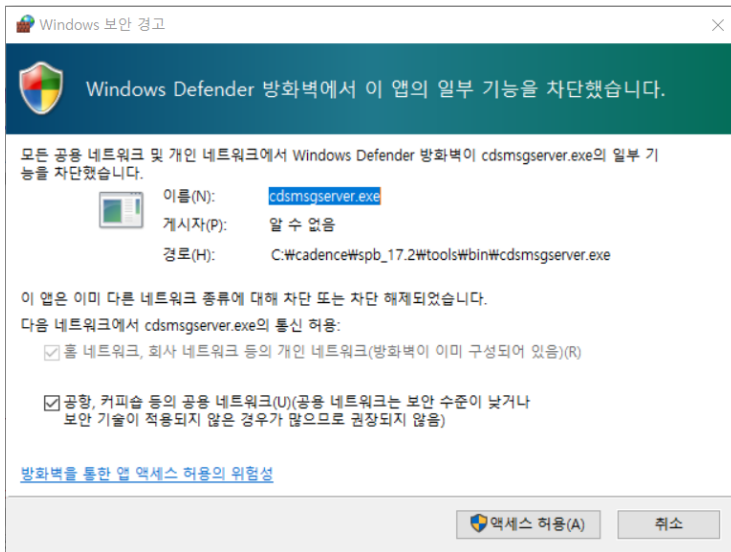 Windows 보안 경고
Windows Defender 방화벽에서 이 앱의 일부 기능을 차단했습니다.
모든 공용 네트워크 및 개인 네트워크에서 Windows Defender 방화벽이 cdsmsgserver.exe의 일부 기
능을 차단했습니다.
이름(N): cdsmsgserver.exe
게시자(P): 알 수 없음
경로(H): C:₩cadence₩spb_17.2₩tools₩bin₩cdsmsgserver.exe
이 앱은 이미 다른 네트워크 종류에 대해 차단 또는 차단 해제되었습니다.
다음 네트워크에서 cdsmsgserver.exe의 통신 허용:
홈 네트워크, 회사 네트워크 등의 개인 네트워크(방화벽이 이미 구성되어 있음)(R)
공항, 커피숍 등의 공용 네트워크(U)(공용 네트워크는 보안 수준이 낮거나
보안 기술이 적용되지 않은 경우가 많으므로 권장되지 않음)
방화벽을 통한 앱 액세스 허용의 위험성
액세스 허용(A) 취소